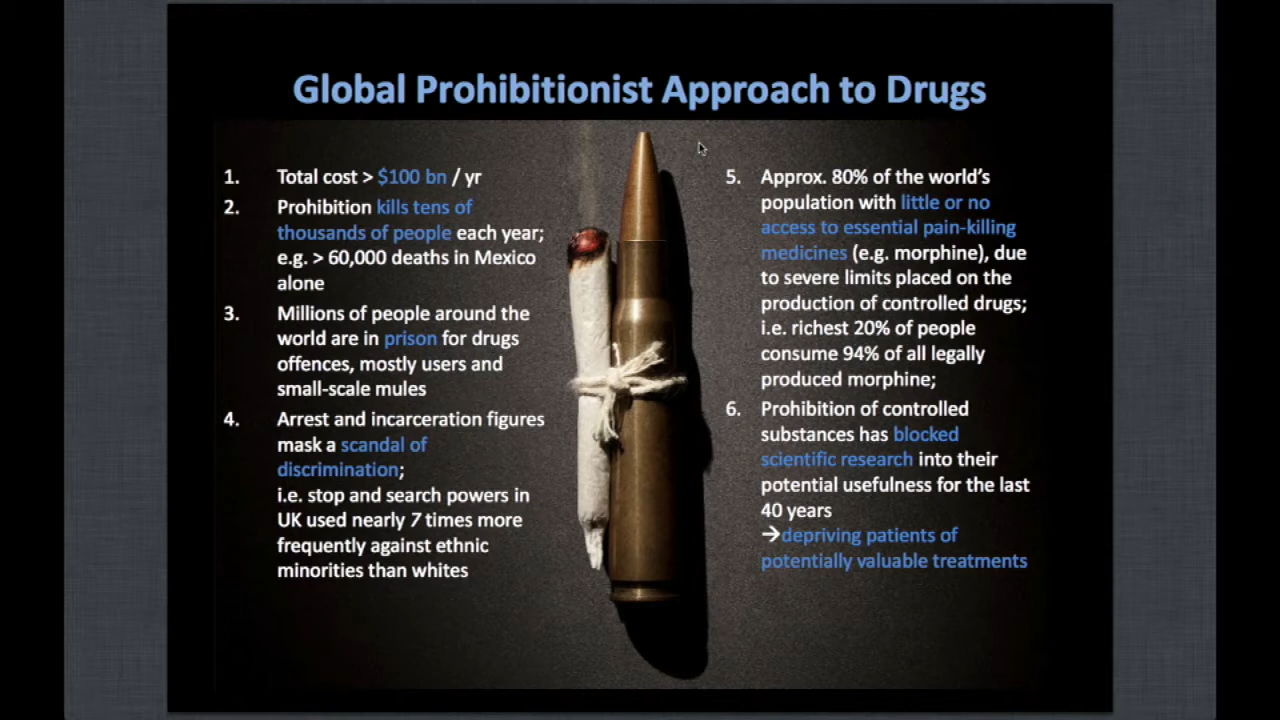 Global Prohibitionist Approach to Drugs
1. Total cost > $100 bn / yr
2. Prohibition kills tens of
thousands of people each year;
e.g. > 60,000 deaths in Mexico
alone
3. Millions of people around the
world are in prison for drugs
offences, mostly users and
small-scale mules
4. Arrest and incarceration figures
mask a scandal of
discrimination;
i.e. stop and search powers in
UK used nearly 7 times more
frequently against ethnic
minorities than whites
5. Approx. 80% of the world's
population with little or no
access to essential pain-killing
medicines (e.g. morphine), due
to severe limits placed on the
production of controlled drugs;
i.e. richest 20% of people
consume 94% of all legally
produced morphine;
6. Prohibition of controlled
substances has blocked
scientific research into their
potential usefulness for the last
40 years
→depriving patients of
potentially valuable treatments